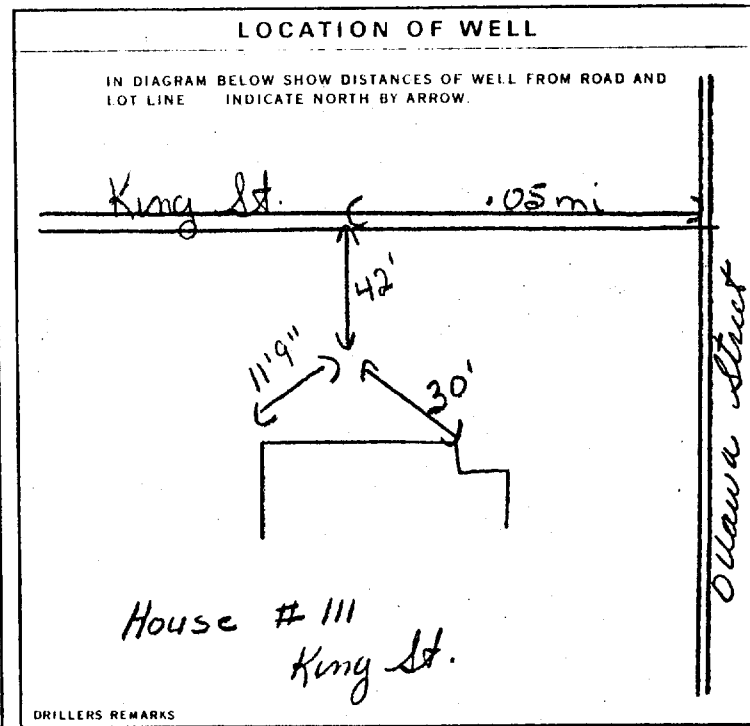 LOCATION OF WELL
IN DIAGRAM BELOW SHOW DISTANCES OF WELL FROM ROAD AND
LOT LINE INDICATE NORTH BY ARROW.
King St. .05 mi
42'
11'9"
30'
Ottawa Street
House # 111
King St.
DRILLERS REMARKS